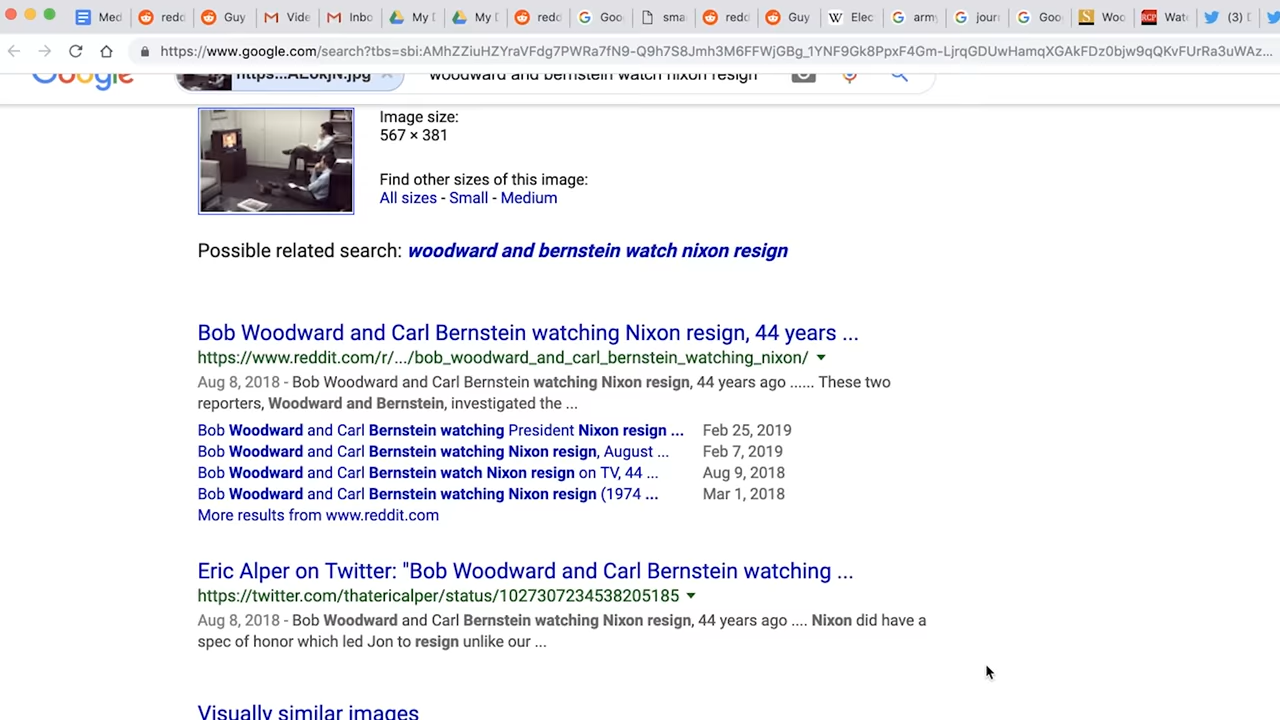 Med
redd
Guy
Vide
Inbo
My D
My D
redd
Goo
sma
redd
Guy
Elec
army
jour
Goo
Woo
Wat
(3)
https://www.google.com/search?tbs=sbi:AMhZZiuHZYraVFdg7PWRa7fN9-Q9h7S8Jmh3M6FFWjGBg_1YNF9Gk8PpxF4Gm-LjrqGDUwHamqXGAkFDz0bjw9qQKvFUrRa3uWAz...
Google
woodward and bernstein watch nixon resign
Image size:
567 × 381
Find other sizes of this image:
All sizes - Small - Medium
Possible related search: woodward and bernstein watch nixon resign
Bob Woodward and Carl Bernstein watching Nixon resign, 44 years ...
https://www.reddit.com/r/.../bob_woodward_and_carl_bernstein_watching_nixon/
Aug 8, 2018 - Bob Woodward and Carl Bernstein watching Nixon resign, 44 years ago ...... These two
reporters, Woodward and Bernstein, investigated the ...
Bob Woodward and Carl Bernstein watching President Nixon resign ... Feb 25, 2019
Bob Woodward and Carl Bernstein watching Nixon resign, August ... Feb 7, 2019
Bob Woodward and Carl Bernstein watch Nixon resign on TV, 44 ... Aug 9, 2018
Bob Woodward and Carl Bernstein watching Nixon resign (1974 ... Mar 1, 2018
More results from www.reddit.com
Eric Alper on Twitter: "Bob Woodward and Carl Bernstein watching ...
https://twitter.com/thatericalper/status/1027307234538205185
Aug 8, 2018 - Bob Woodward and Carl Bernstein watching Nixon resign, 44 years ago .... Nixon did have a
spec of honor which led Jon to resign unlike our ...
Visually similar images